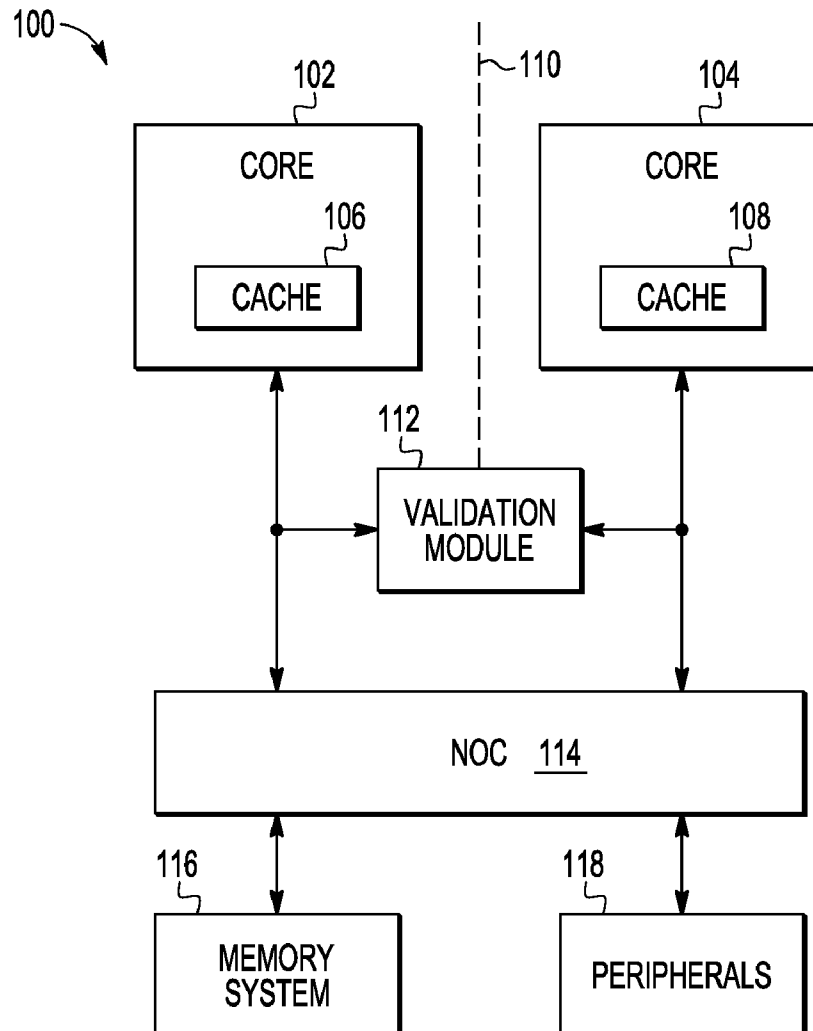 100
102
110
104
CORE
CORE
106
108
CACHE
CACHE
112
VALIDATION
MODULE
NOC 114
116
118
MEMORY
SYSTEM
PERIPHERALS